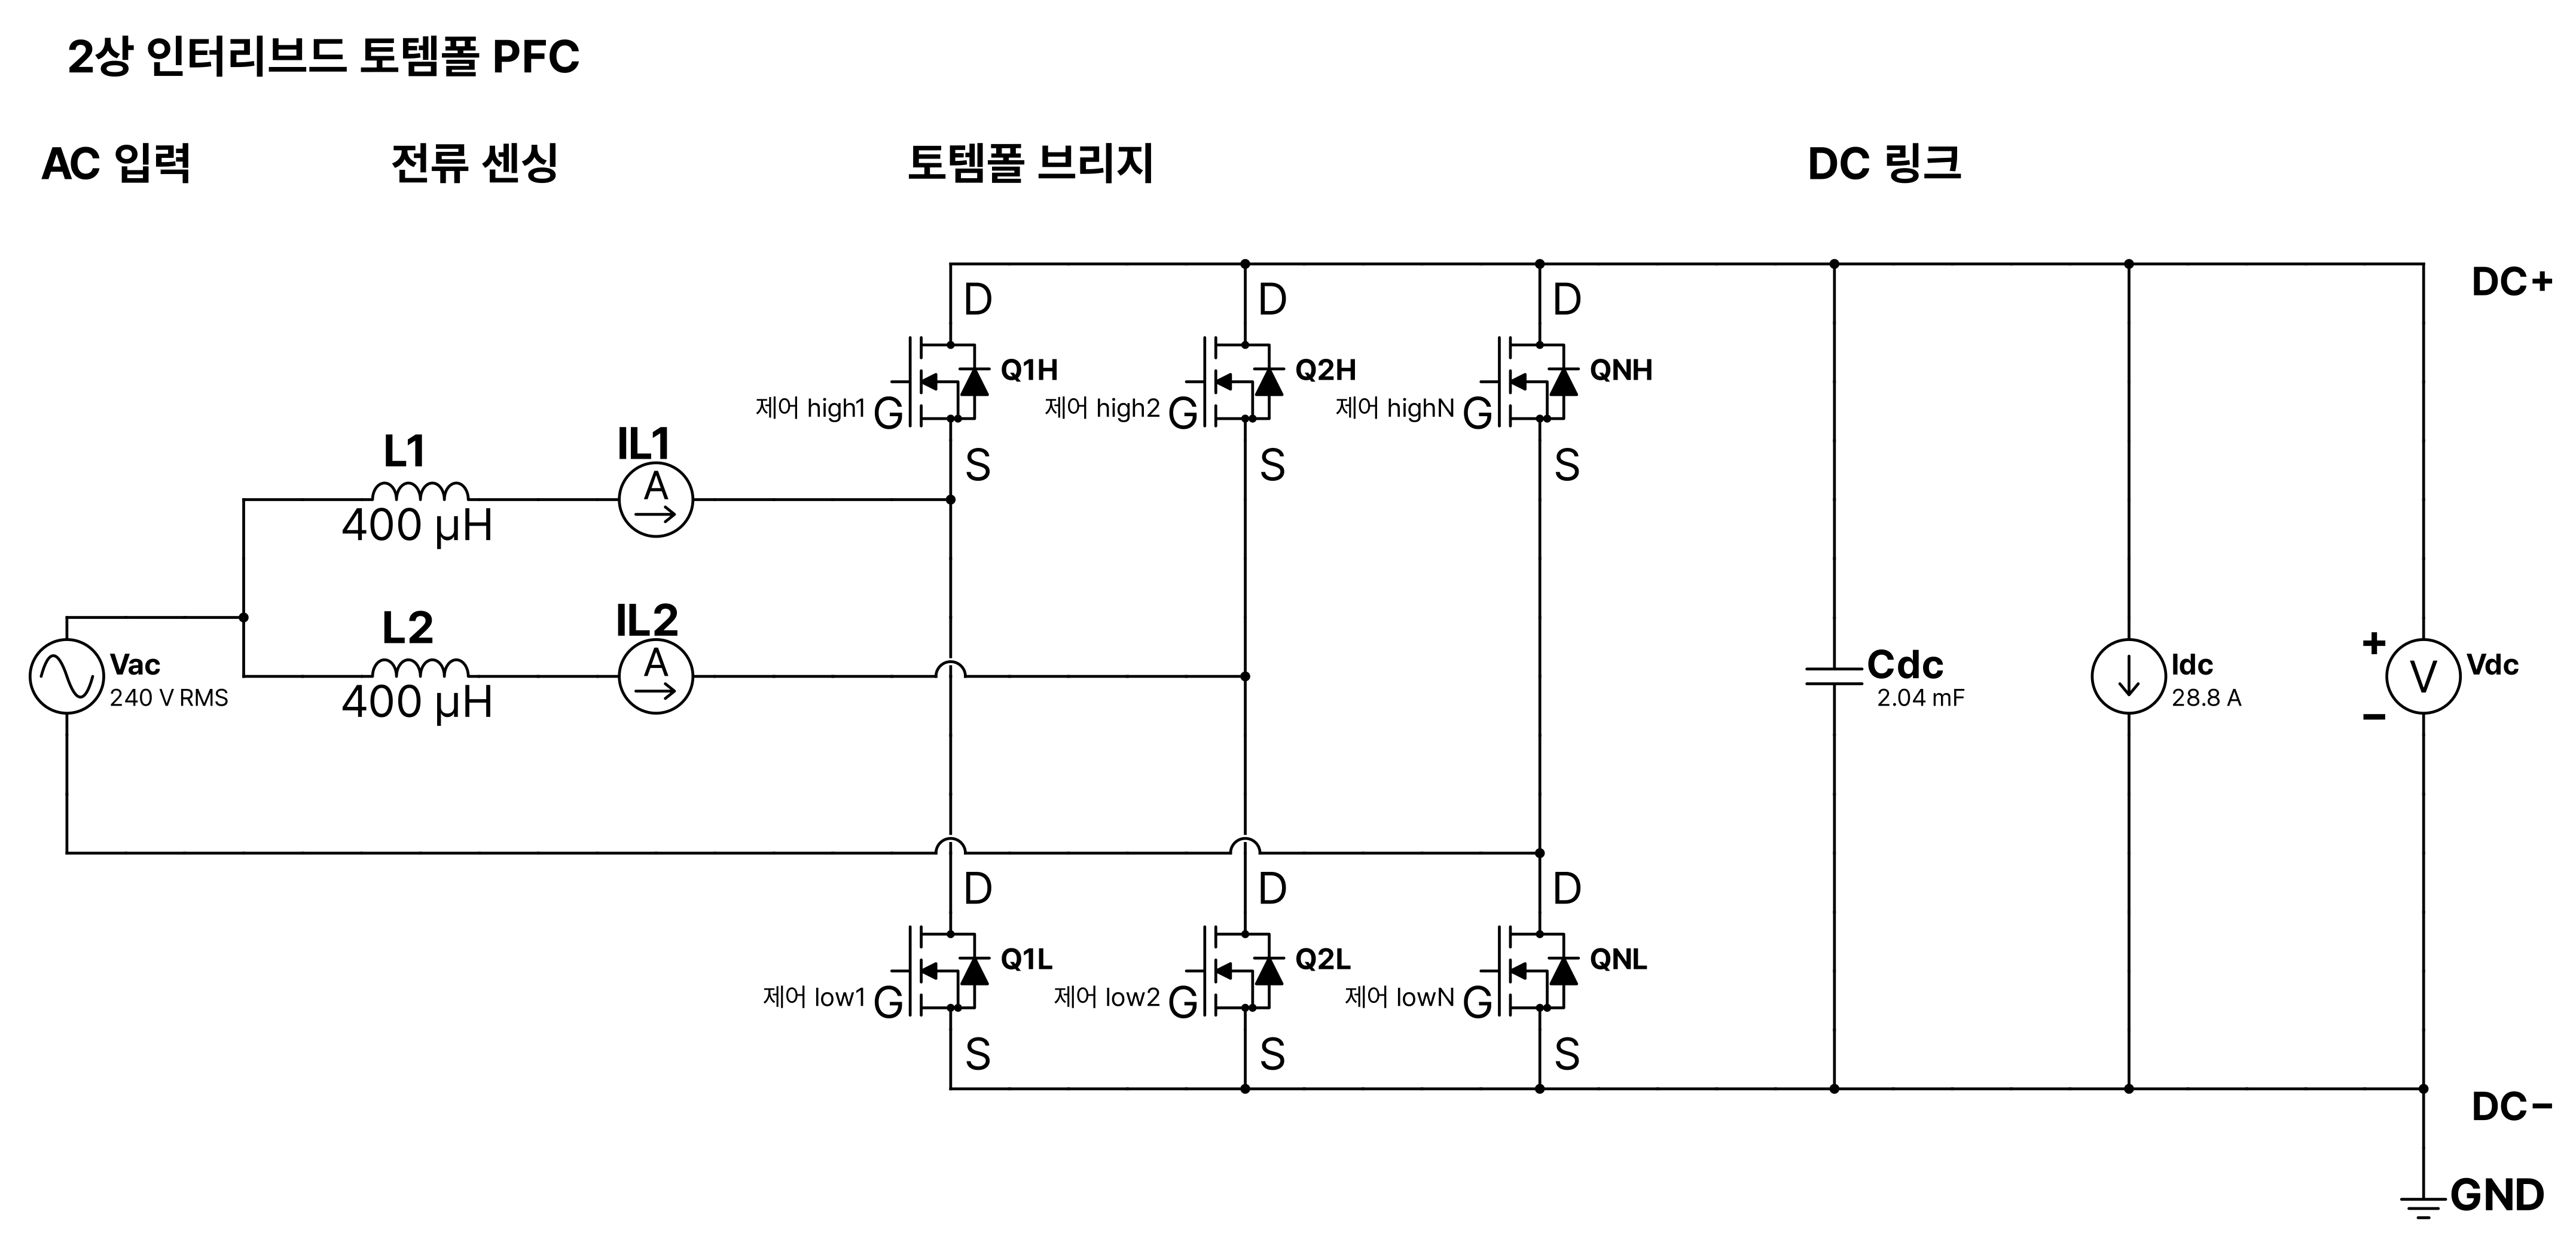 2상 인터리브드 토템폴 PFC
AC 입력 전류 센싱 토템폴 브리지 DC 링크
DC+
D D D
Q1H Q2H QNH
제어 high1 G 제어 high2 G 제어 highN G
S S S
L1 IL1
A
400 µH
L2 IL2
A
400 µH
Vac
240 V RMS
Cdc
2.04 mF
Idc
28.8 A
+
V Vdc
−
D D D
Q1L Q2L QNL
제어 low1 G 제어 low2 G 제어 lowN G
S S S
DC−
GND